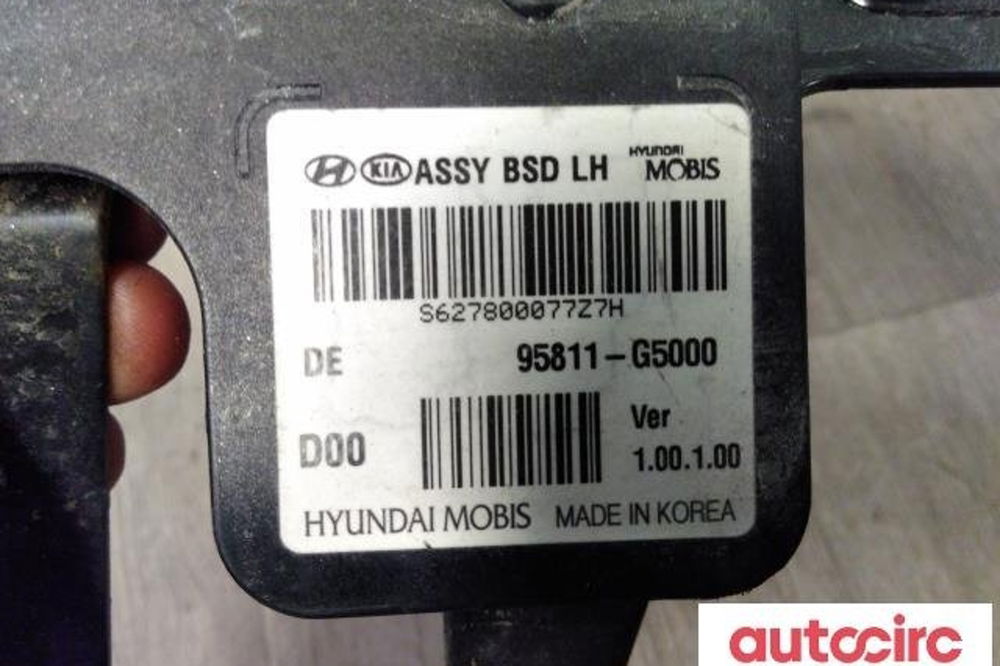 KIA ASSY BSD LH HYUNDAI MOBIS
S627800077Z7H
DE 95811-G5000
D00 Ver 1.00.1.00
HYUNDAI MOBIS MADE IN KOREA
autocirc